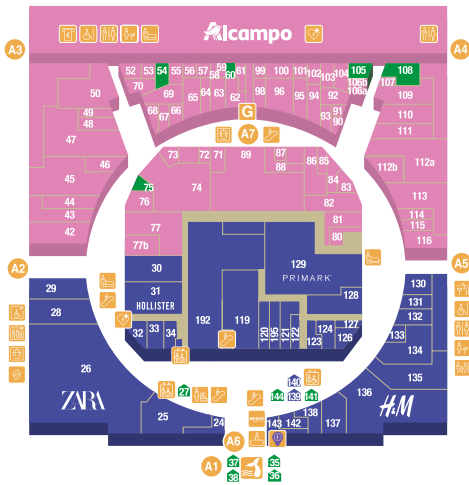 Alcampo
A3
A4
52 53 54 55 56 57 58 59 60 61 99 100 101 102 103 104 105 106b 106a 107 108
50 70 69 65 64 63 62 98 96 95 94 92 109
49 68 66 93 91 110
48 67 G 90 111
47 A7
46 73 72 71 89 87 86 85 112a
45 88 112b
75 74 84 113
44 76 83 114
43 82 115
42 77 81 116
77b 80
A2 30 129 A5
29 31 PRIMARK 130
28 HOLLISTER 128 131
32 33 34 192 119 120 195 121 122 124 127 132
123 126 133
134
26 140 135
ZARA 27 144 139 141 136
H&M
25 24 143 142 138 137
A6
A1 37 35
38 36